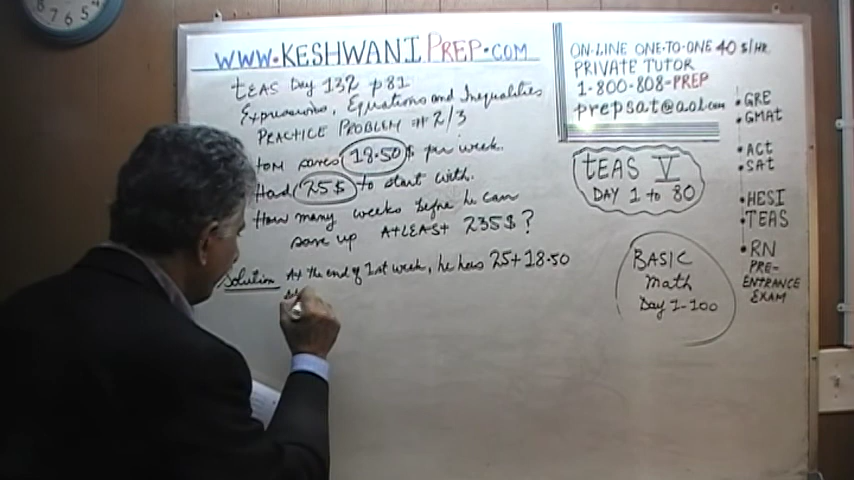 WWW.KESHWANIPREP.COM
tEAS Day 132 p81
Expressions, Equations and Inequalities
PRACTICE PROBLEM # 2/3
tom saves 18.50$ per week.
Had 25$ to start with.
How many weeks before he can
save up AtLEASt 235$?
Solution At the end of 1st week, he has 25+18.50
ON-LINE ONE-TO-ONE 40 $/HR
PRIVATE TUTOR
1-800-808-PREP
prepsat@aol.com
tEAS V
DAY 1 to 80
BASIC
Math
Day 1-100
•GRE
•GMAt
•ACt
•SAt
•HESI
TEAS
•RN
PRE-
ENTRANCE
EXAM
8 7 6 5